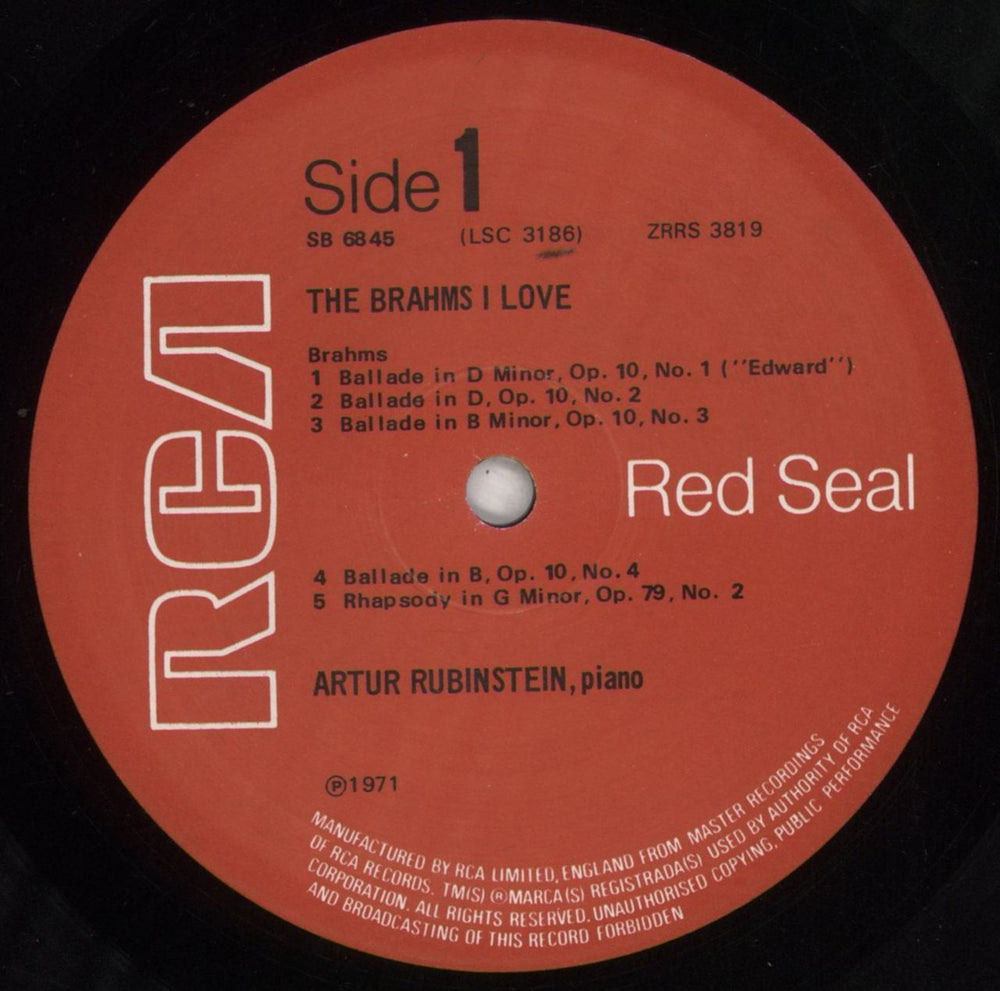 Side 1
SB 6845 (LSC 3186) ZRRS 3819
THE BRAHMS I LOVE
Brahms
1 Ballade in D Minor, Op. 10, No. 1 (''Edward'')
2 Ballade in D, Op. 10, No. 2
3 Ballade in B Minor, Op. 10, No. 3
RCA
Red Seal
4 Ballade in B, Op. 10, No. 4
5 Rhapsody in G Minor, Op. 79, No. 2
ARTUR RUBINSTEIN, piano
℗1971
MANUFACTURED BY RCA LIMITED, ENGLAND FROM MASTER RECORDINGS
OF RCA RECORDS. TM(S) ® MARCA(S) REGISTRADA(S) USED BY AUTHORITY OF RCA
CORPORATION. ALL RIGHTS RESERVED. UNAUTHORISED COPYING, PUBLIC PERFORMANCE
AND BROADCASTING OF THIS RECORD FORBIDDEN